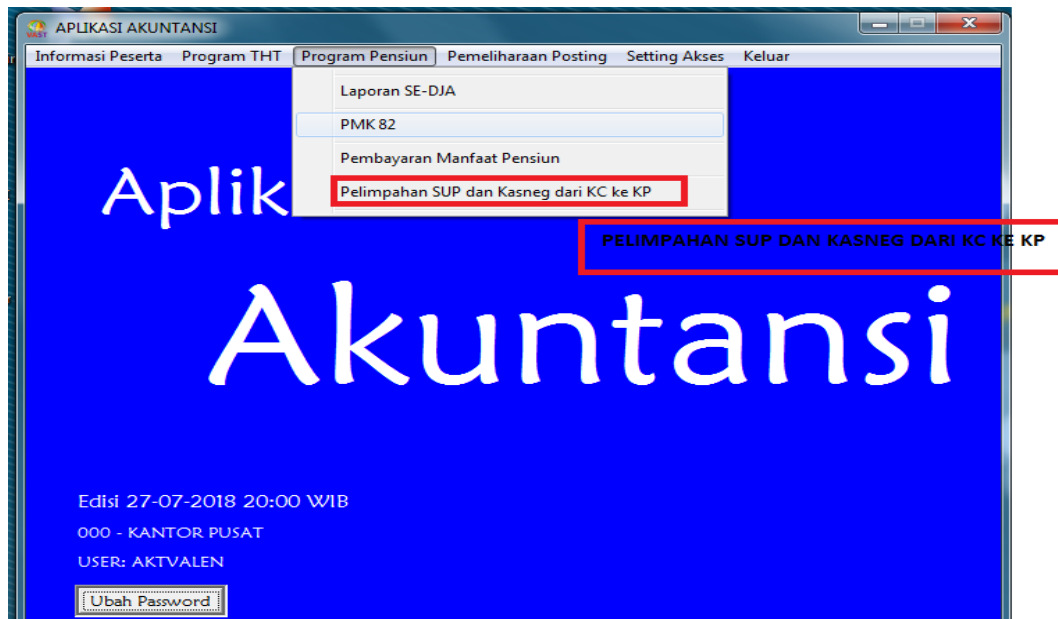 APLIKASI AKUNTANSI
Informasi Peserta Program THT Program Pensiun Pemeliharaan Posting Setting Akses Keluar
Laporan SE-DJA
PMK 82
Pembayaran Manfaat Pensiun
Pelimpahan SUP dan Kasneg dari KC ke KP
Aplik
PELIMPAHAN SUP DAN KASNEG DARI KC KE KP
Akuntansi
Edisi 27-07-2018 20:00 WIB
000 - KANTOR PUSAT
USER: AKTVALEN
Ubah Password